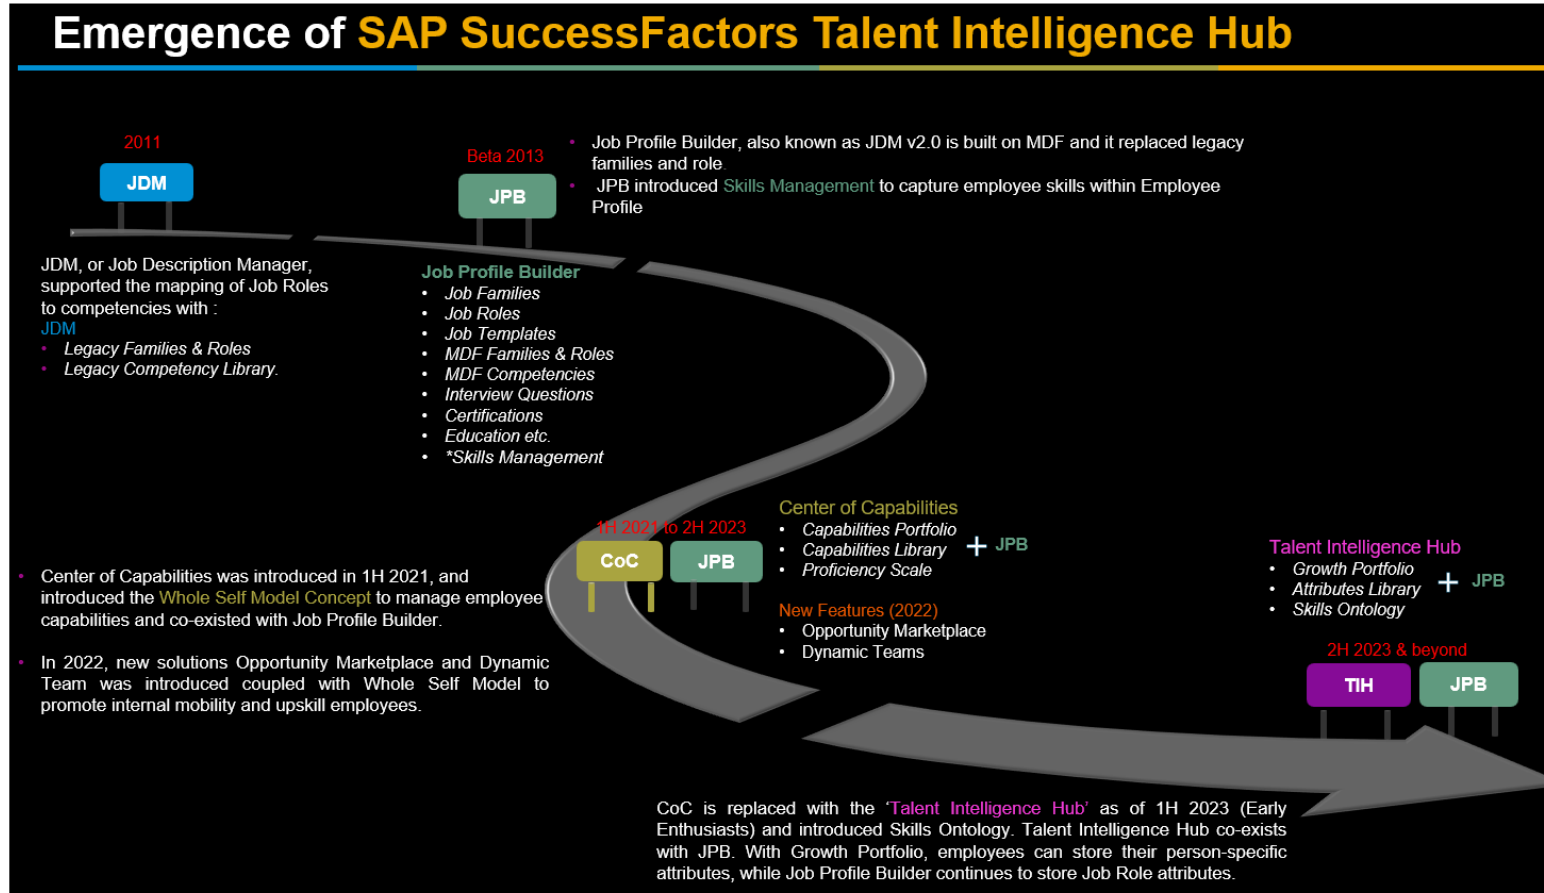 Emergence of SAP SuccessFactors Talent Intelligence Hub
2011
JDM
JDM, or Job Description Manager,
supported the mapping of Job Roles
to competencies with :
JDM
• Legacy Families & Roles
• Legacy Competency Library.
Beta 2013
JPB
• Job Profile Builder, also known as JDM v2.0 is built on MDF and it replaced legacy
families and role.
• JPB introduced Skills Management to capture employee skills within Employee
Profile
Job Profile Builder
• Job Families
• Job Roles
• Job Templates
• MDF Families & Roles
• MDF Competencies
• Interview Questions
• Certifications
• Education etc.
• *Skills Management
1H 2021 to 2H 2023
CoC
JPB
Center of Capabilities
• Capabilities Portfolio
• Capabilities Library
• Proficiency Scale
+ JPB
New Features (2022)
• Opportunity Marketplace
• Dynamic Teams
• Center of Capabilities was introduced in 1H 2021, and
introduced the Whole Self Model Concept to manage employee
capabilities and co-existed with Job Profile Builder.
• In 2022, new solutions Opportunity Marketplace and Dynamic
Team was introduced coupled with Whole Self Model to
promote internal mobility and upskill employees.
Talent Intelligence Hub
• Growth Portfolio
• Attributes Library
• Skills Ontology
+ JPB
2H 2023 & beyond
TIH
JPB
CoC is replaced with the ‘Talent Intelligence Hub’ as of 1H 2023 (Early
Enthusiasts) and introduced Skills Ontology. Talent Intelligence Hub co-exists
with JPB. With Growth Portfolio, employees can store their person-specific
attributes, while Job Profile Builder continues to store Job Role attributes.